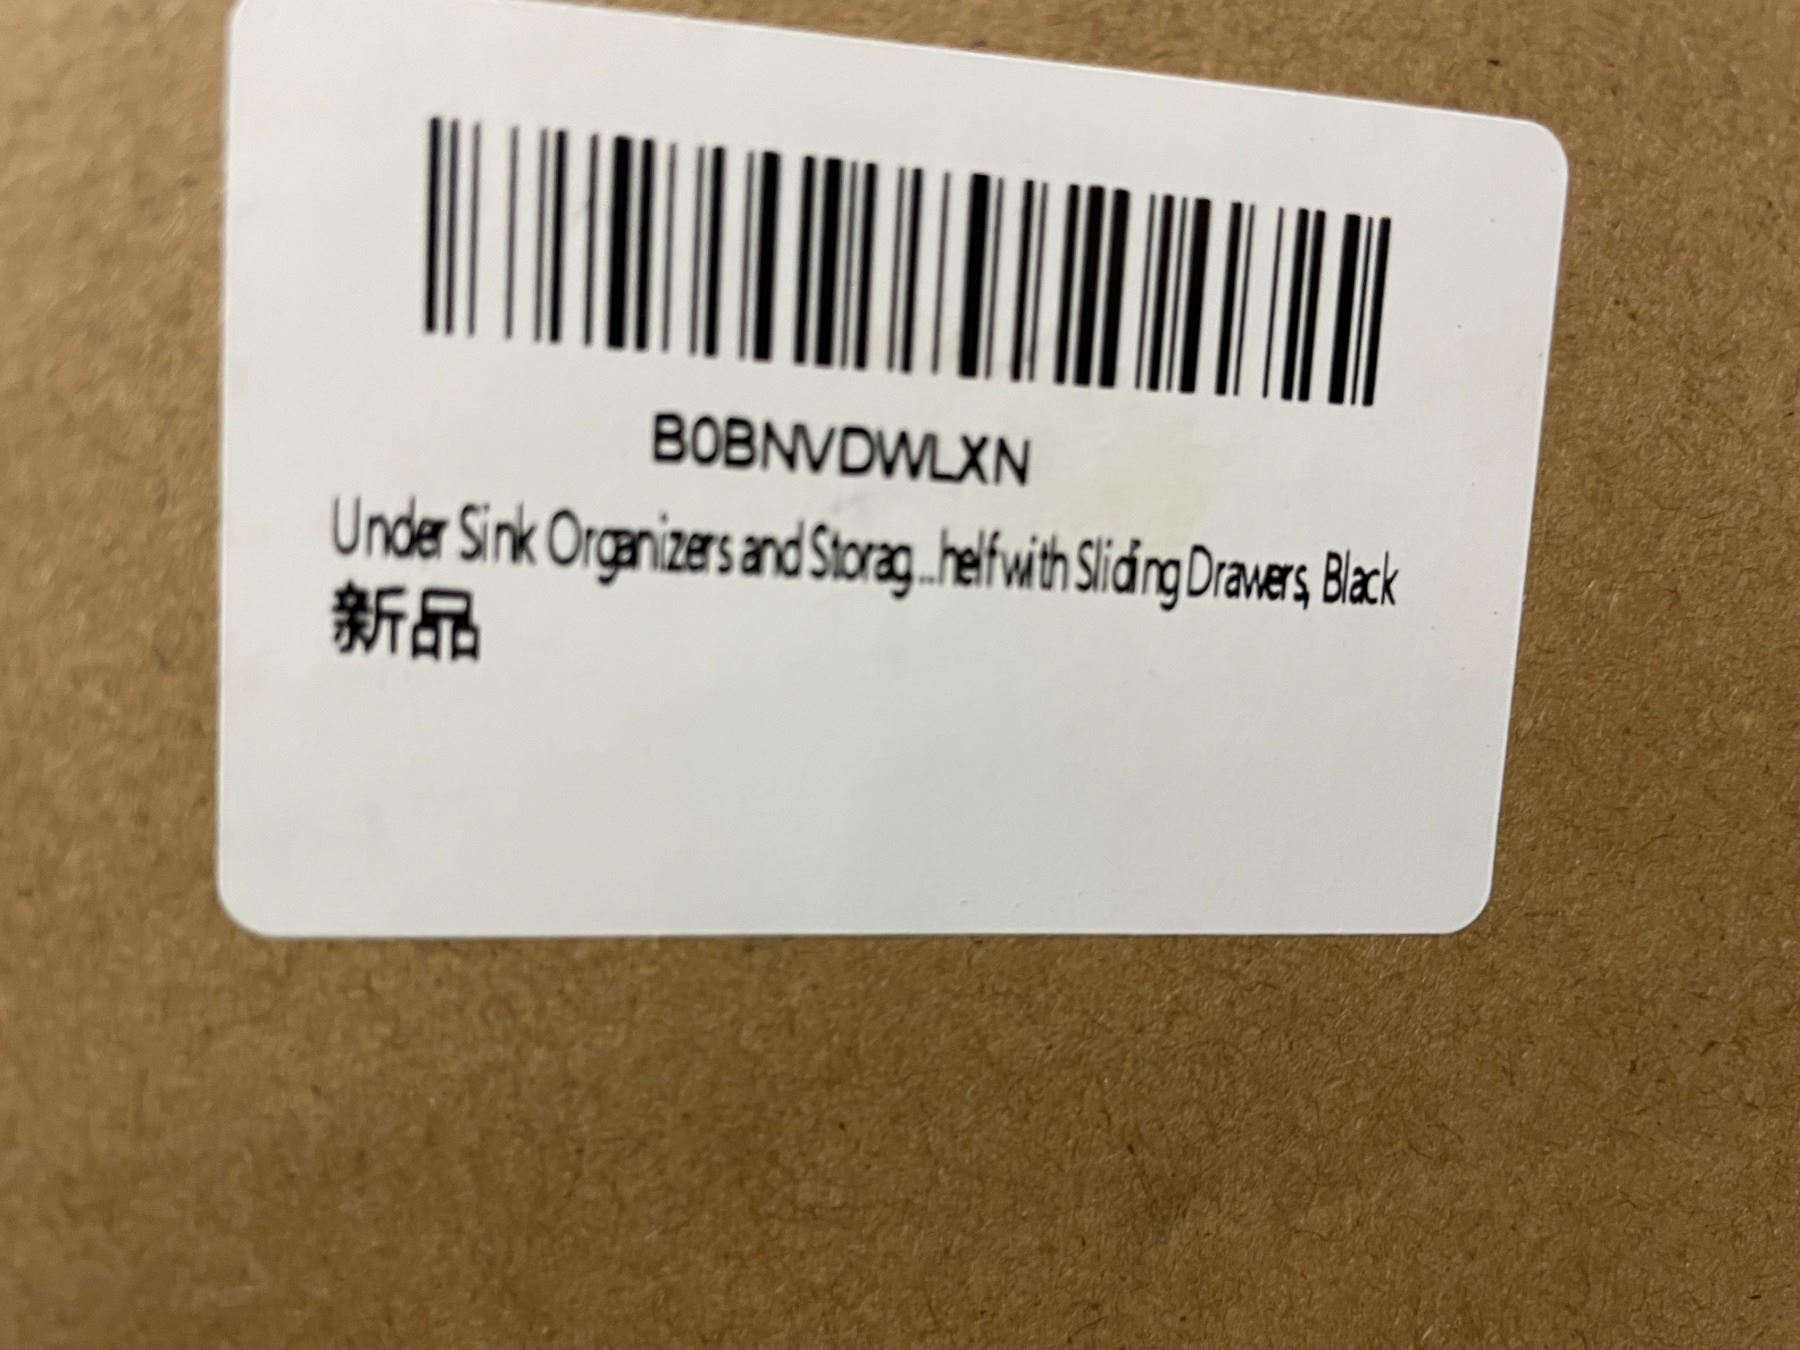 B0BNVDWLXN
Under Sink Organizers and Storag...helf with Sliding Drawers, Black
新品